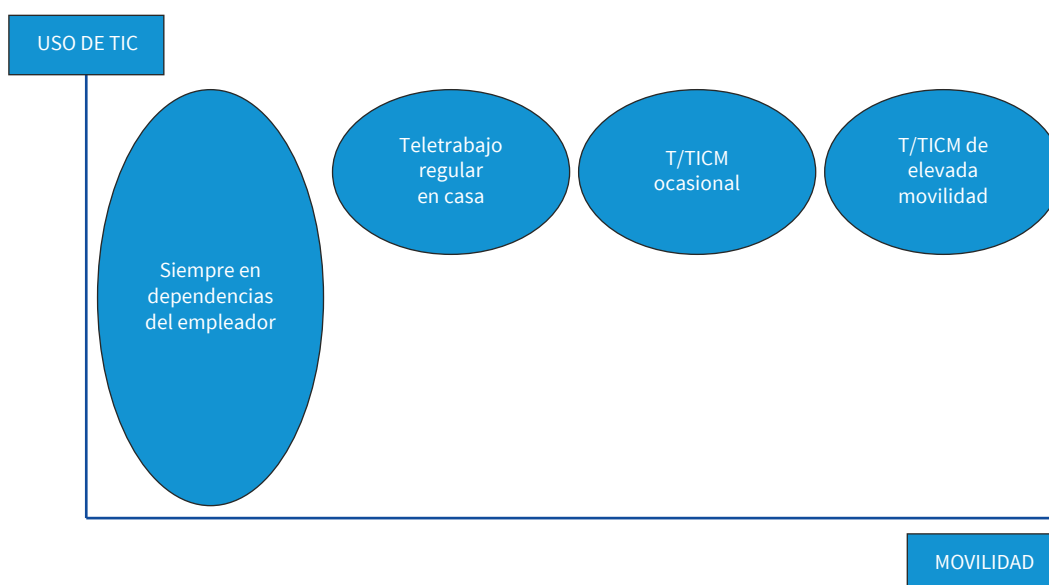 USO DE TIC
Teletrabajo
regular
en casa
T/TICM
ocasional
T/TICM de
elevada
movilidad
Siempre en
dependencias
del empleador
MOVILIDAD